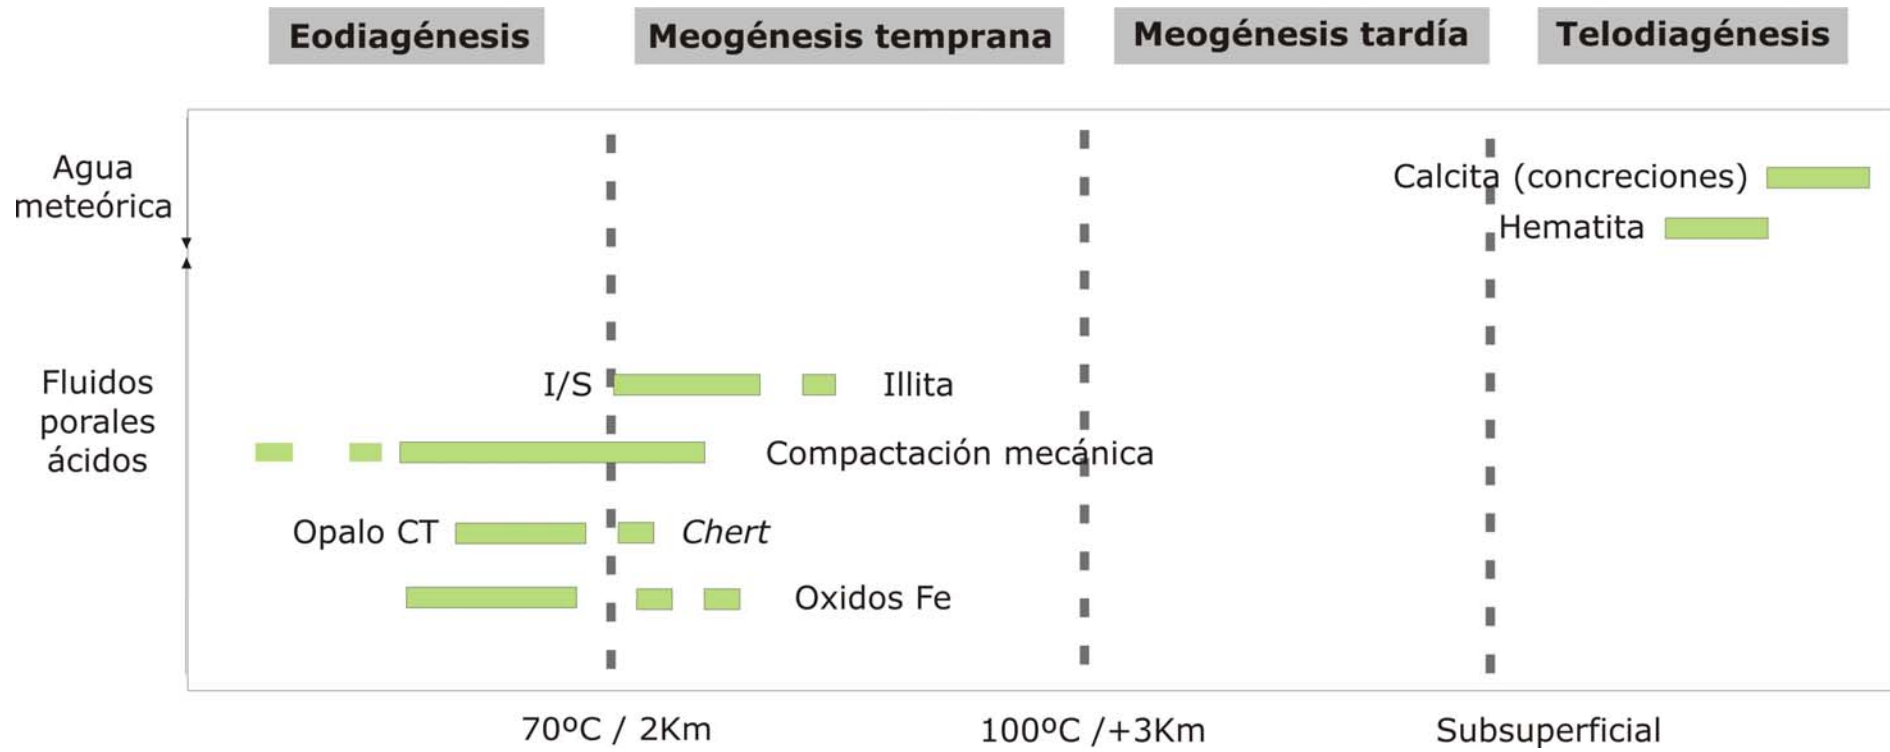 Eodiagénesis
Meogénesis temprana
Meogénesis tardía
Telodiagénesis
Agua
meteórica
Calcita (concreciones)
Hematita
Fluidos
porales
ácidos
I/S
Illita
Compactación mecánica
Opalo CT
Chert
Oxidos Fe
70ºC / 2Km
100ºC /+3Km
Subsuperficial